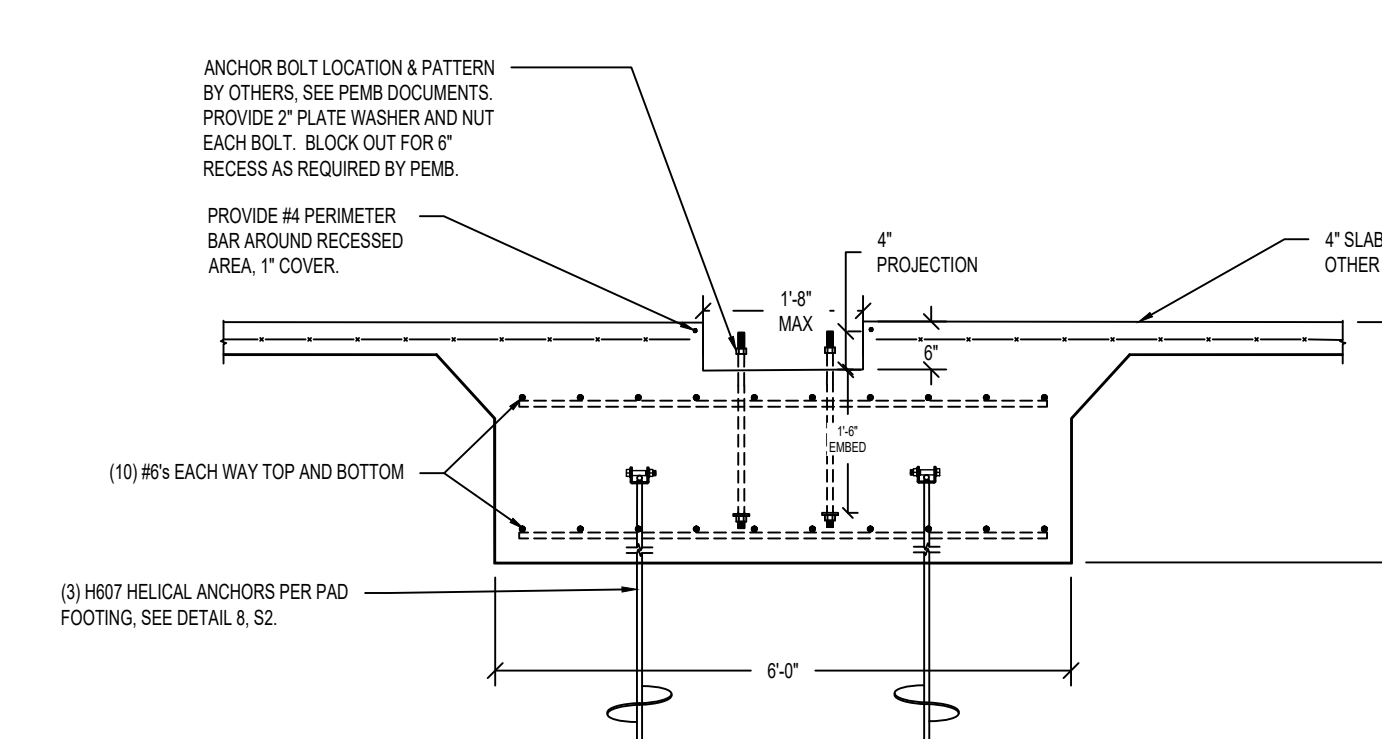 ANCHOR BOLT LOCATION & PATTERN
BY OTHERS, SEE PEMB DOCUMENTS.
PROVIDE 2" PLATE WASHER AND NUT
EACH BOLT. BLOCK OUT FOR 6"
RECESS AS REQUIRED BY PEMB.
PROVIDE #4 PERIMETER
BAR AROUND RECESSED
AREA, 1" COVER.
4"
PROJECTION
4" SLAB
OTHER
1'-8"
MAX
6"
1'-6"
EMBED
(10) #6's EACH WAY TOP AND BOTTOM
(3) H607 HELICAL ANCHORS PER PAD
FOOTING, SEE DETAIL 8, S2.
6'-0"